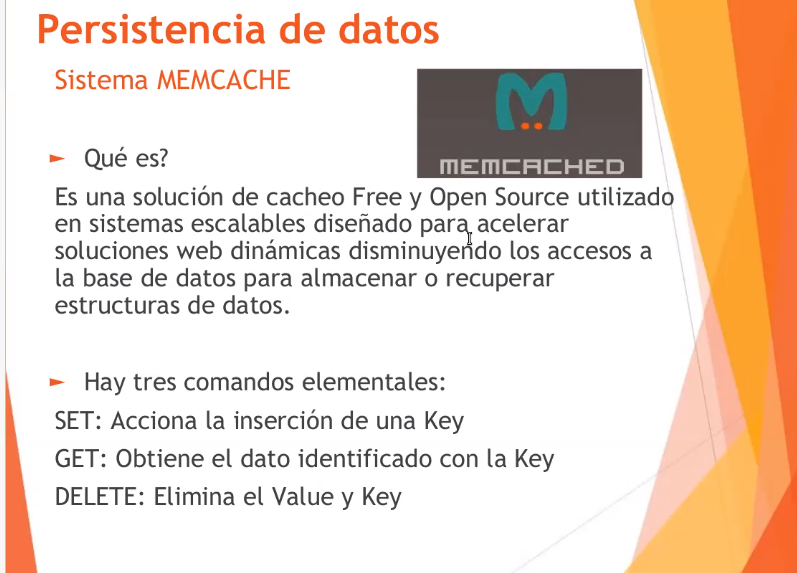 Persistencia de datos
Sistema MEMCACHE
MEMCACHED
► Qué es?
Es una solución de cacheo Free y Open Source utilizado
en sistemas escalables diseñado para acelerar
soluciones web dinámicas disminuyendo los accesos a
la base de datos para almacenar o recuperar
estructuras de datos.
► Hay tres comandos elementales:
SET: Acciona la inserción de una Key
GET: Obtiene el dato identificado con la Key
DELETE: Elimina el Value y Key